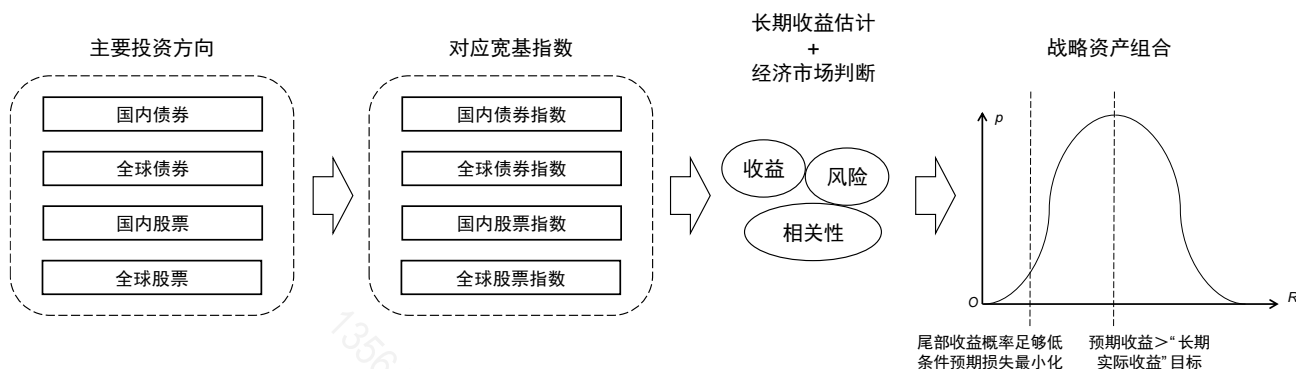 主要投资方向
国内债券
全球债券
国内股票
全球股票
对应宽基指数
国内债券指数
全球债券指数
国内股票指数
全球股票指数
长期收益估计
+
经济市场判断
收益
风险
相关性
战略资产组合
p
O
R
尾部收益概率足够低
条件预期损失最小化
预期收益＞“长期
实际收益”目标
1356